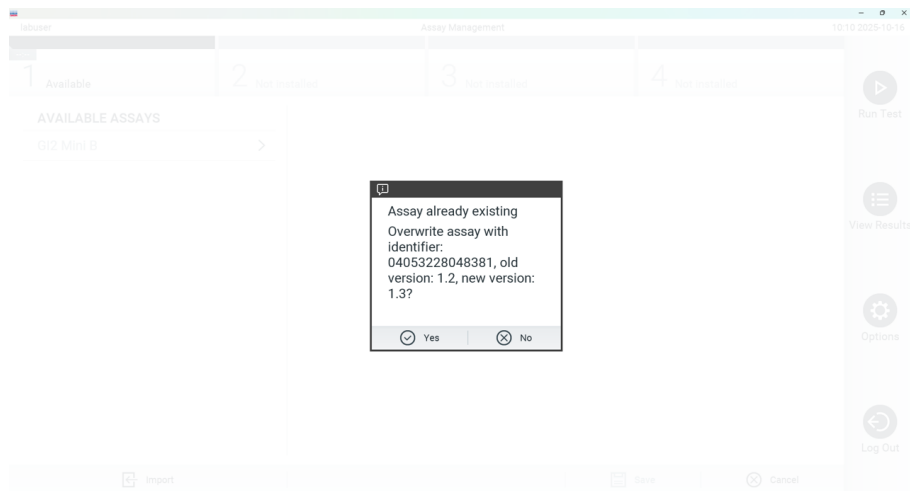 labuser
Assay Management
10:10 2025-10-16
1 Available
2 Not installed
3 Not installed
4 Not installed
Run Test
AVAILABLE ASSAYS
GI2 Mini B
Assay already existing
Overwrite assay with
identifier:
04053228048381, old
version: 1.2, new version:
1.3?
Yes
No
View Results
Options
Log Out
Import
Save
Cancel